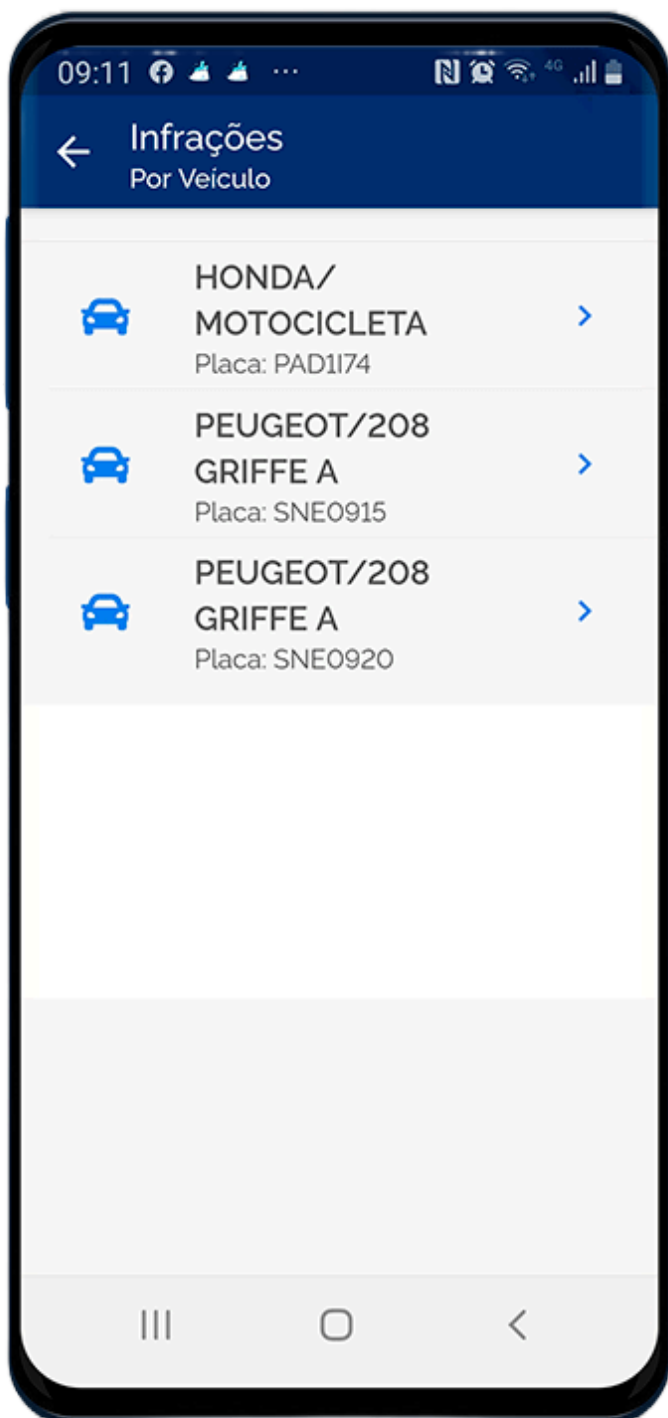 09:11
4G
Infrações
Por Veículo
HONDA/
MOTOCICLETA
Placa: PAD1I74
PEUGEOT/208
GRIFFE A
Placa: SNE0915
PEUGEOT/208
GRIFFE A
Placa: SNE0920